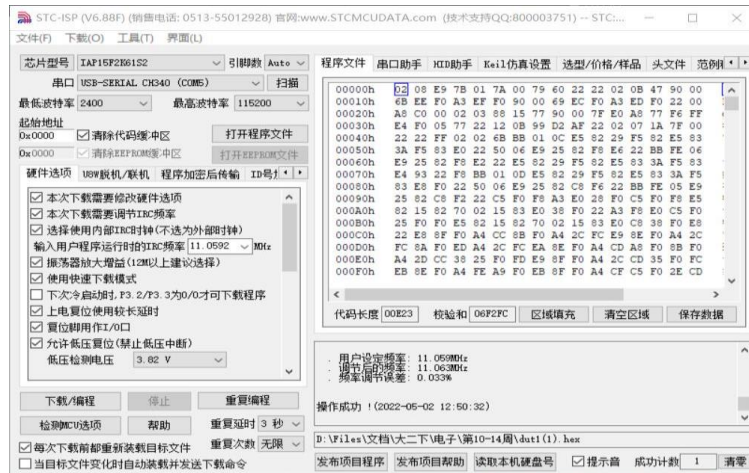 STC-ISP (V6.88F) (销售电话: 0513-55012928) 官网:www.STCMCUDATA.com (技术支持QQ:800003751) -- STC:...
文件(F) 下载(O) 工具(T) 界面(L)
芯片型号 IAP15F2K61S2 引脚数 Auto
串口 USB-SERIAL CH340 (COM5) 扫描
最低波特率 2400 最高波特率 115200
起始地址
0x0000 清除代码缓冲区 打开程序文件
0x0000 清除EEPROM缓冲区 打开EEPROM文件
硬件选项 U8W脱机/联机 程序加密后传输 ID号
本次下载需要修改硬件选项
本次下载需要调节IRC频率
选择使用内部IRC时钟(不选为外部时钟)
输入用户程序运行时的IRC频率 11.0592 MHz
振荡器放大增益(12M以上建议选择)
使用快速下载模式
下次冷启动时,P3.2/P3.3为0/0才可下载程序
上电复位使用较长延时
复位脚用作I/O口
允许低压复位(禁止低压中断)
低压检测电压 3.82 V
下载/编程 停止 重复编程
检测MCU选项 帮助 重复延时 3 秒
重复次数 无限
每次下载前都重新装载目标文件
当目标文件变化时自动装载并发送下载命令
程序文件 串口助手 HID助手 Keil仿真设置 选型/价格/样品 头文件 范例
00000h 02 08 E9 7B 01 7A 00 79 60 22 22 02 0B 47 90 00
00010h 6B EE F0 A3 EF F0 90 00 69 EC F0 A3 ED F0 22 00
00020h A8 C0 00 02 03 88 15 77 90 00 7F E0 A8 77 F6 FF
00030h E4 F0 05 77 22 12 0B 99 D2 AF 22 02 07 1A 7F 00
00040h 22 22 FF 02 02 6B BB 01 0C E5 82 29 F5 82 E5 83
00050h 3A F5 83 E0 22 50 06 E9 25 82 F8 E6 22 BB FE 06
00060h E9 25 82 F8 E2 22 E5 82 29 F5 82 E5 83 3A F5 83
00070h E4 93 22 F8 BB 01 0D E5 82 29 F5 82 E5 83 3A F5
00080h 83 E8 F0 22 50 06 E9 25 82 C8 F6 22 BB FE 05 E9
00090h 25 82 C8 F2 22 C5 F0 F8 A3 E0 28 F0 C5 F0 F8 E5
000A0h 82 15 82 70 02 15 83 E0 38 F0 22 A3 F8 E0 C5 F0
000B0h 25 F0 F0 E5 82 15 82 70 02 15 83 E0 C8 38 F0 E8
000C0h 22 E8 8F F0 A4 CC 8B F0 A4 2C FC E9 8E F0 A4 2C
000D0h FC 8A F0 ED A4 2C FC EA 8E F0 A4 CD A8 F0 8B F0
000E0h A4 2D CC 38 25 F0 FD E9 8F F0 A4 2C CD 35 F0 FC
000F0h EB 8E F0 A4 FE A9 F0 EB 8F F0 A4 CF C5 F0 2E CD
代码长度 00E23 校验和 06F2FC 区域填充 清空区域 保存数据
. 用户设定频率: 11.059MHz
. 调节后的频率: 11.063MHz
. 频率调节误差: 0.033%
操作成功 !(2022-05-02 12:50:32)
D:\Files\文档\大二下\电子\第10-14周\dut1(1).hex
发布项目程序 发布项目帮助 读取本机硬盘号 提示音 成功计数 1 清零